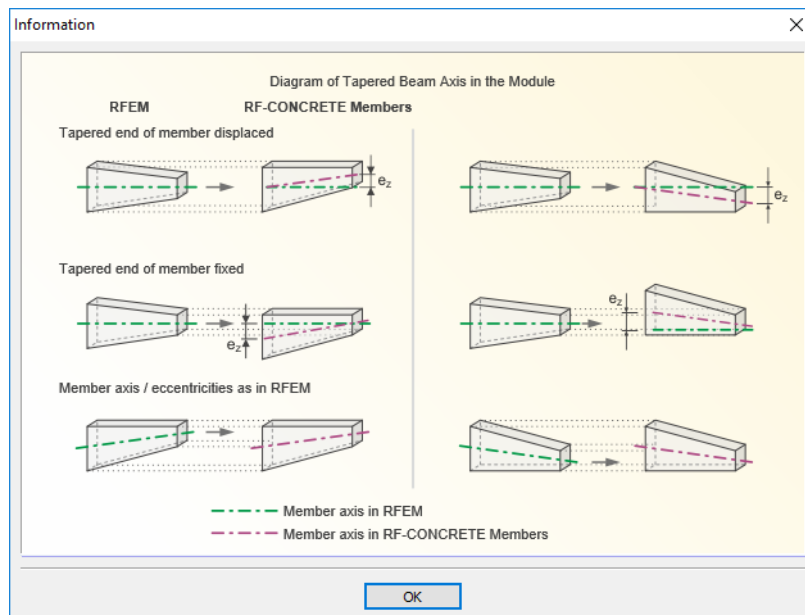 Information
Diagram of Tapered Beam Axis in the Module
RFEM RF-CONCRETE Members
Tapered end of member displaced
ez
ez
Tapered end of member fixed
ez
ez
Member axis / eccentricities as in RFEM
Member axis in RFEM
Member axis in RF-CONCRETE Members
OK